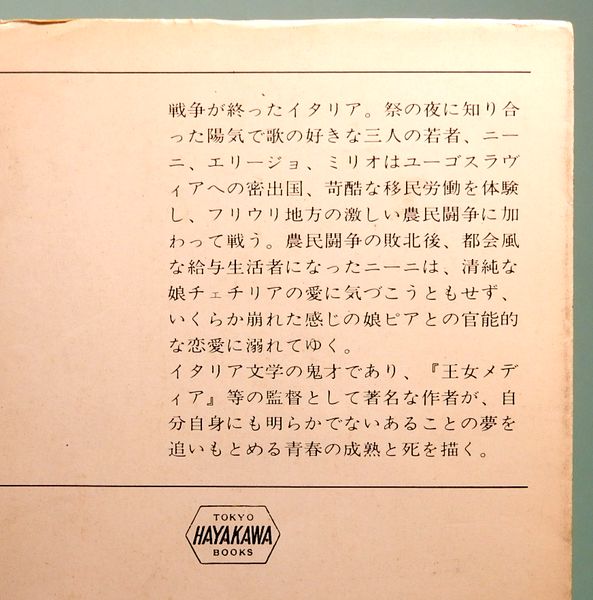 戦争が終ったイタリア。祭の夜に知り合
った陽気で歌の好きな三人の若者、ニー
ニ、エリージョ、ミリオはユーゴスラヴ
ィアへの密出国、苛酷な移民労働を体験
し、フリウリ地方の激しい農民闘争に加
わって戦う。農民闘争の敗北後、都会風
な給与生活者になったニーニは、清純な
娘チェチリアの愛に気づこうともせず、
いくらか崩れた感じの娘ピアとの官能的
な恋愛に溺れてゆく。
イタリア文学の鬼才であり、『王女メデ
ィア』等の監督として著名な作者が、自
分自身にも明らかでないあることの夢を
追いもとめる青春の成熟と死を描く。
TOKYO
HAYAKAWA
BOOKS